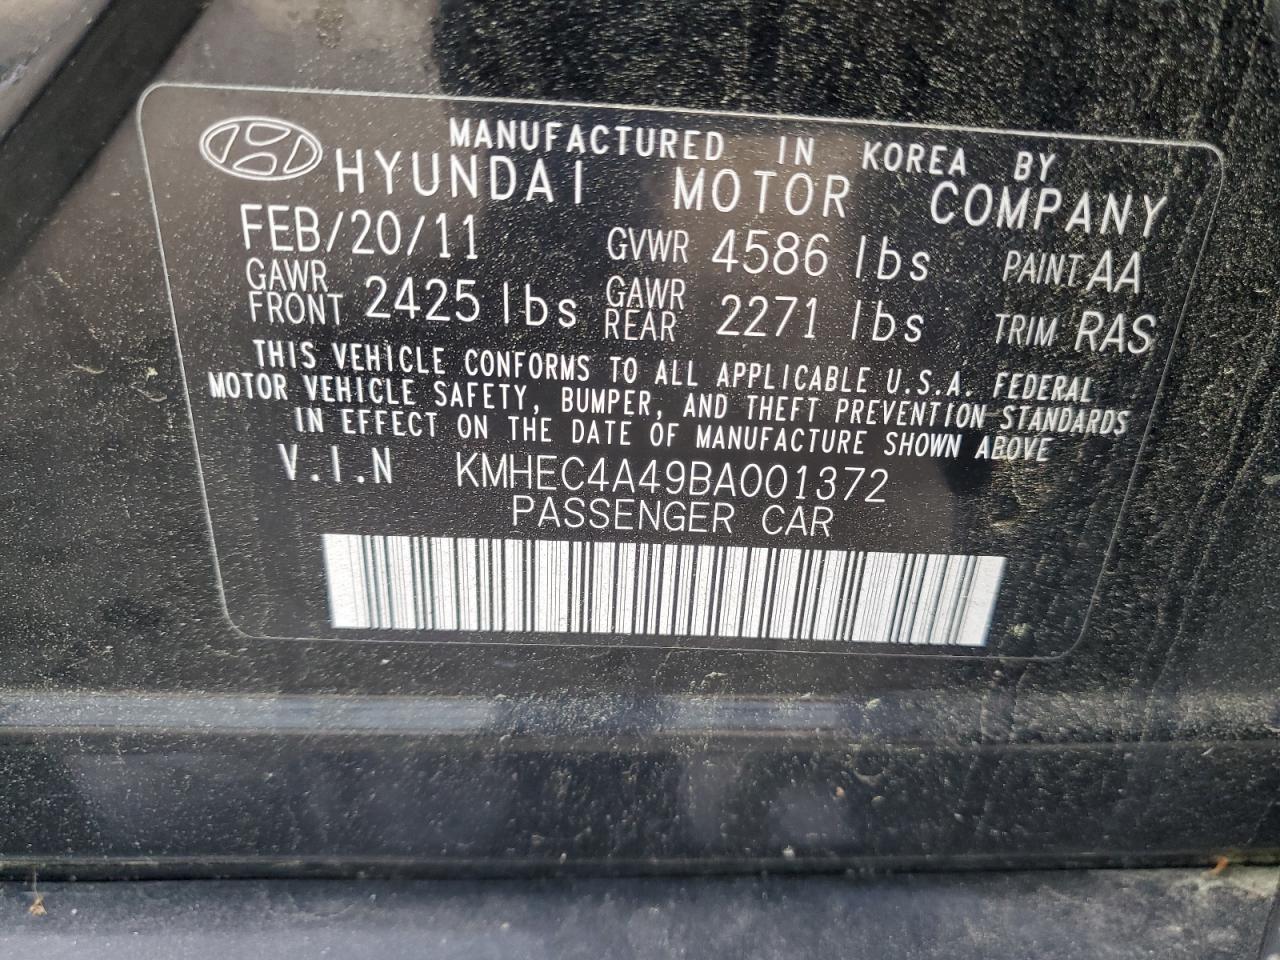 MANUFACTURED IN KOREA BY
HYUNDAI MOTOR COMPANY
FEB/20/11 GVWR 4586 lbs PAINT AA
GAWR FRONT 2425 lbs GAWR REAR 2271 lbs TRIM RAS
THIS VEHICLE CONFORMS TO ALL APPLICABLE U.S.A. FEDERAL
MOTOR VEHICLE SAFETY, BUMPER, AND THEFT PREVENTION STANDARDS
IN EFFECT ON THE DATE OF MANUFACTURE SHOWN ABOVE
V.I.N KMHEC4A49BA001372
PASSENGER CAR